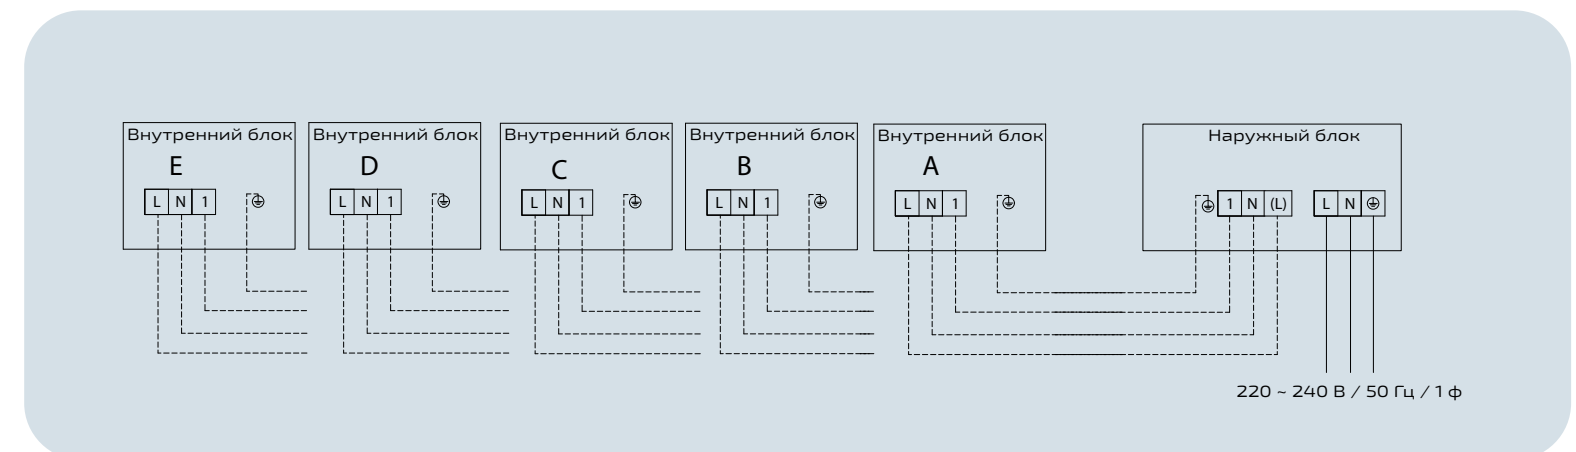 Внутренний блок
E
L N 1
Внутренний блок
D
L N 1
Внутренний блок
C
L N 1
Внутренний блок
B
L N 1
Внутренний блок
A
L N 1
Наружный блок
1 N (L)
L N
220 ~ 240 В / 50 Гц / 1 ф